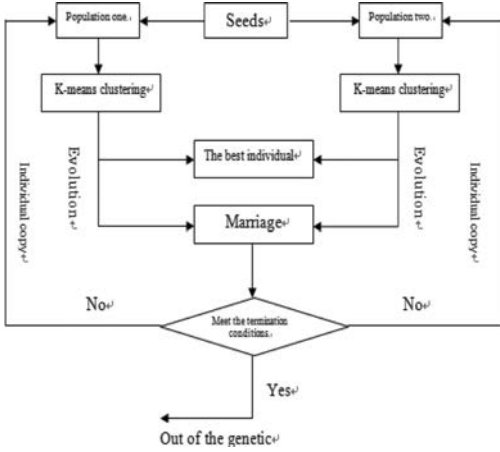 Population one.
Seeds
Population two.
K-means clustering
K-means clustering
The best individual
Individual copy
Evolution
Evolution
Individual copy
Marriage
No
Meet the termination
conditions.
No
Yes
Out of the genetic